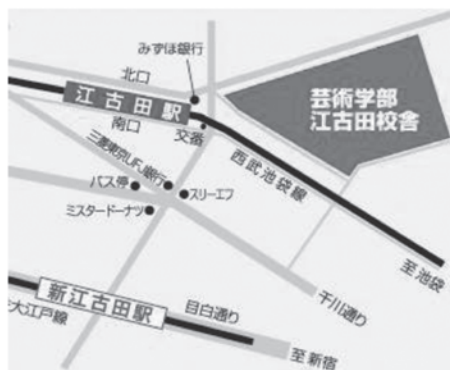 みずほ銀行
北口
江古田駅
芸術学部
江古田校舎
南口
交番
三菱東京UFJ銀行
西武池袋線
バス停
スリーエフ
ミスタードーナツ
至池袋
新江古田駅
目白通り
千川通り
大江戸線
至新宿